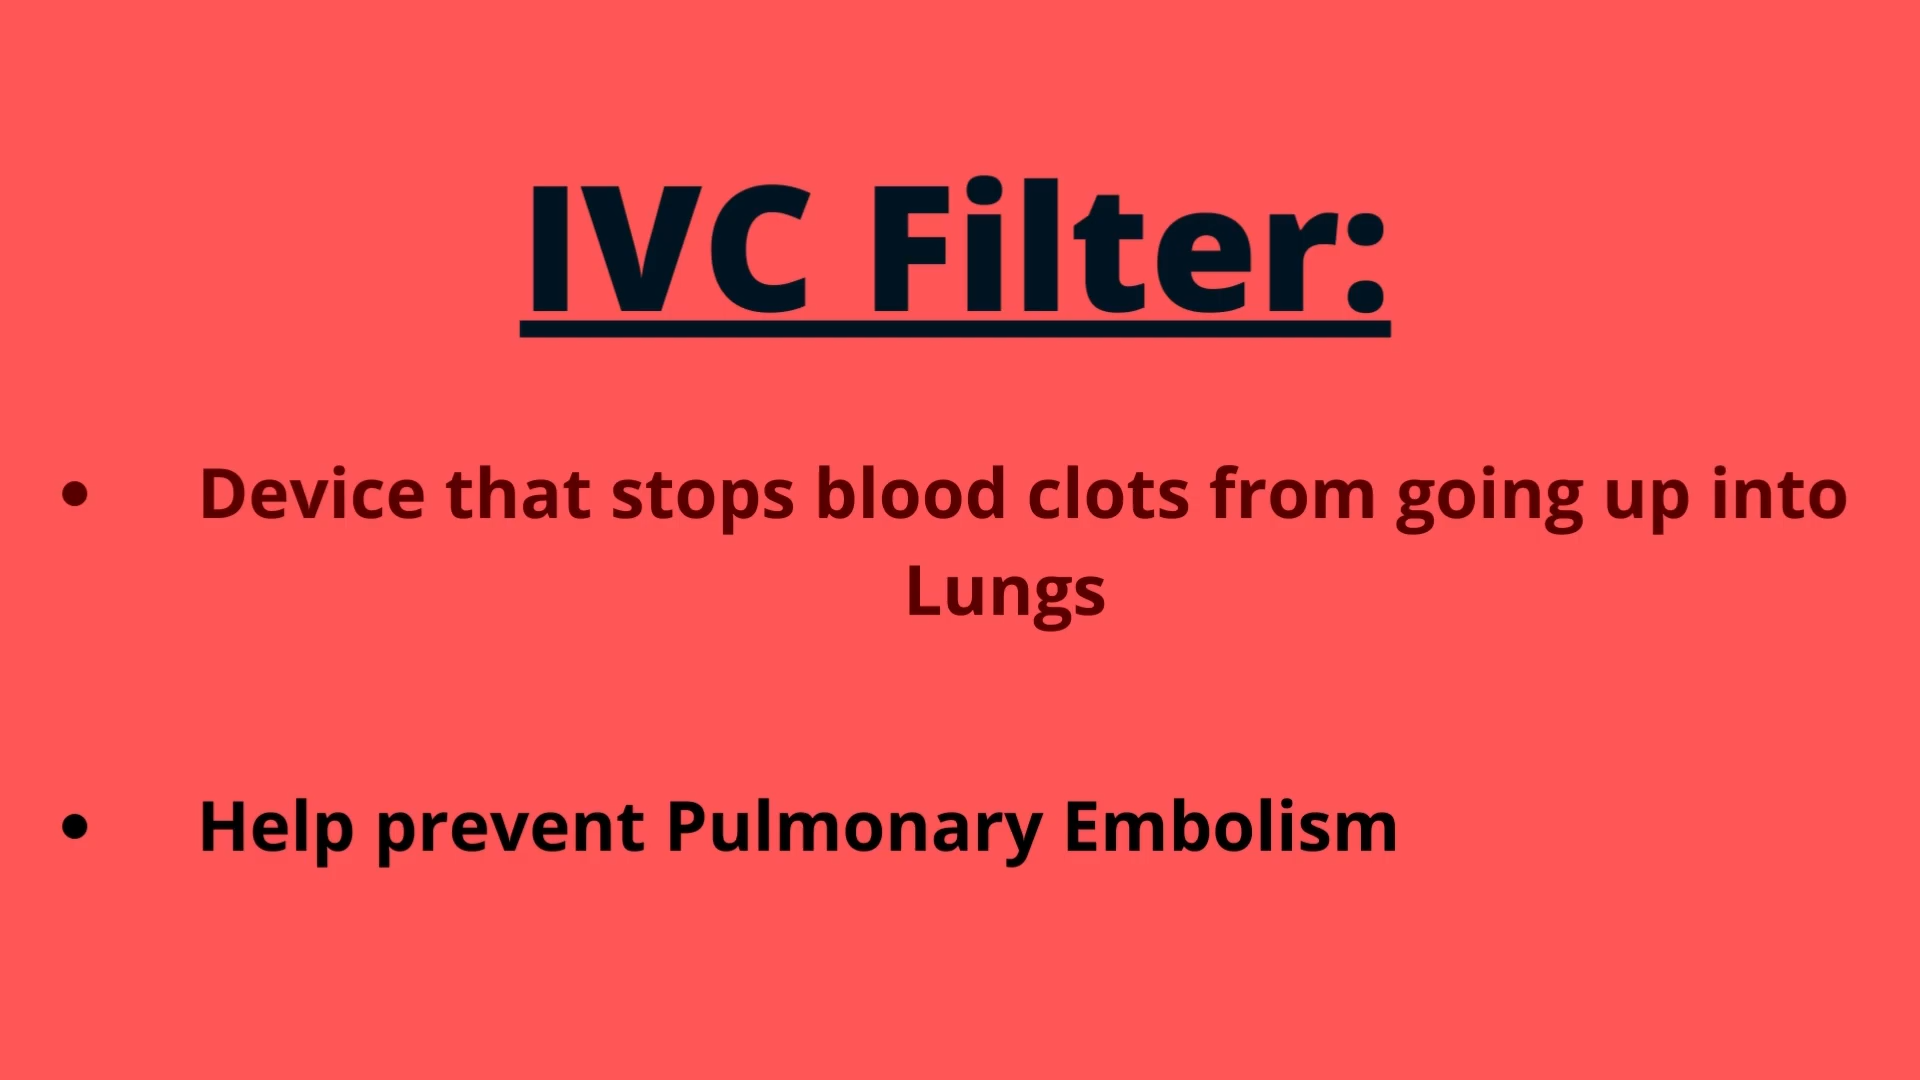 IVC Filter:
• Device that stops blood clots from going up into
Lungs
• Help prevent Pulmonary Embolism